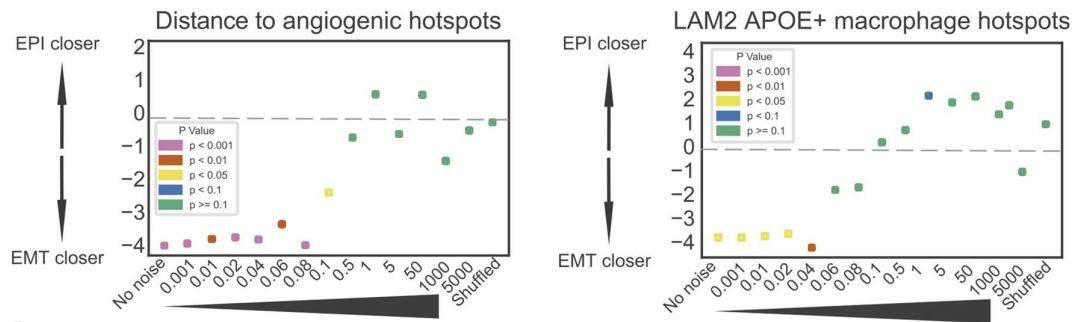 Distance to angiogenic hotspots
EPI closer
EMT closer
2
1
0
−1
−2
−3
−4
P Value
p < 0.001
p < 0.01
p < 0.05
p < 0.1
p >= 0.1
No noise
0.001
0.01
0.02
0.04
0.06
0.08
0.1
0.5
1
5
50
1000
5000
Shuffled
LAM2 APOE+ macrophage hotspots
EPI closer
EMT closer
4
3
2
1
0
−1
−2
−3
−4
P Value
p < 0.001
p < 0.01
p < 0.05
p < 0.1
p >= 0.1
No noise
0.001
0.01
0.02
0.04
0.06
0.08
0.1
0.5
1
5
50
1000
5000
Shuffled